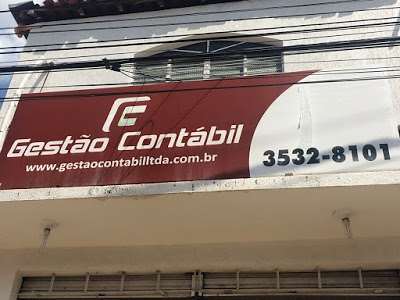 Gestão Contábil
www.gestaocontabilltda.com.br
3532-8101